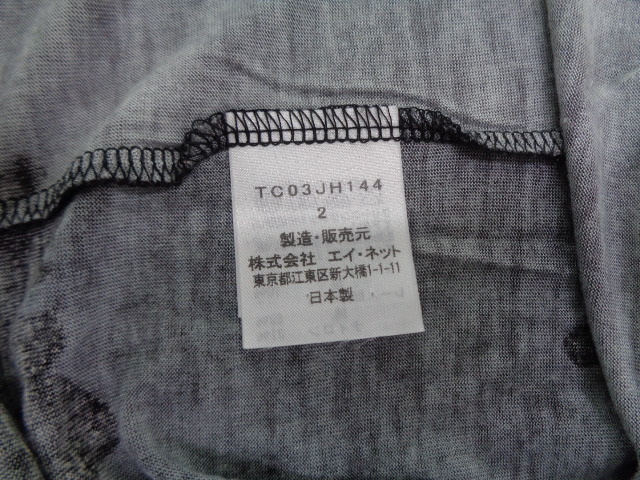 TC03JH144
2
製造・販売元
株式会社 エイ・ネット
東京都江東区新大橋1-1-11
日本製